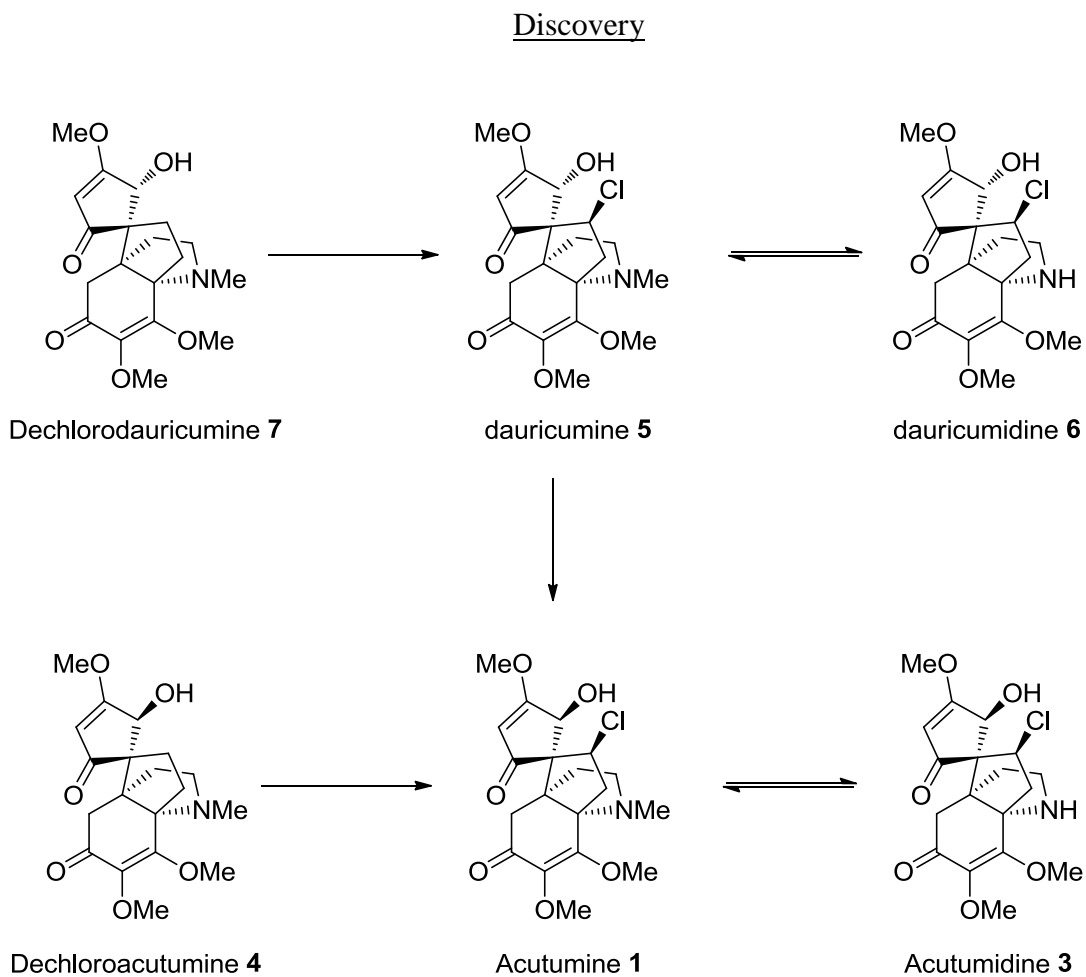 Discovery
MeO
OH
O
NMe
O
OMe
OMe
Dechlorodauricumine 7
MeO
OH
Cl
O
NMe
O
OMe
OMe
dauricumine 5
MeO
OH
Cl
O
NH
O
OMe
OMe
dauricumidine 6
MeO
OH
O
NMe
O
OMe
OMe
Dechloroacutumine 4
MeO
OH
Cl
O
NMe
O
OMe
OMe
Acutumine 1
MeO
OH
Cl
O
NH
O
OMe
OMe
Acutumidine 3